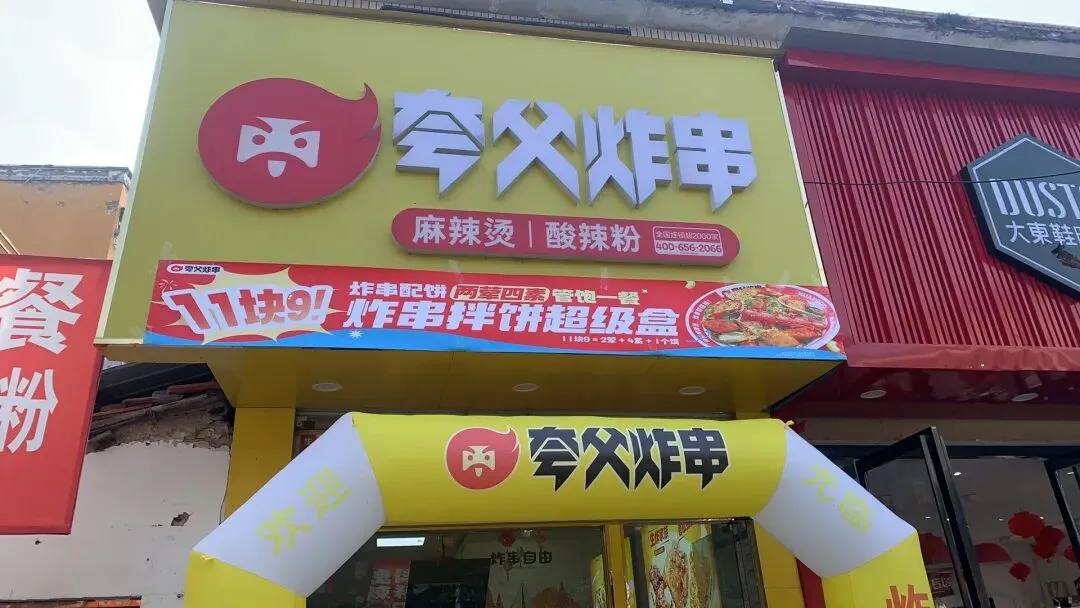 夸父炸串
麻辣烫｜酸辣粉
全国连锁超2000家
400-656-2066
夸父炸串
11块9!
炸串配饼 两荤四素 管饱一餐
炸串拌饼超级盒
11块9=2荤+4素+1个饼
餐
粉
DUST
大東鞋
夸父炸串
欢迎
光临
炸串自由
炸